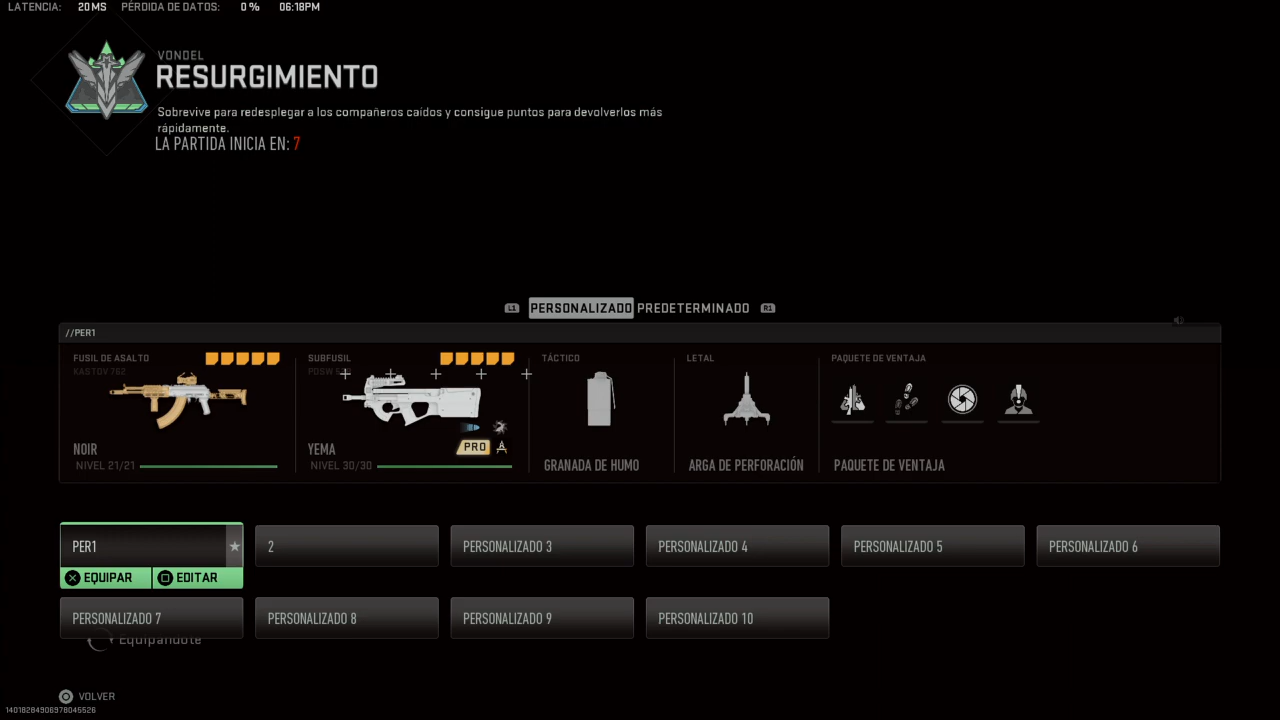 LATENCIA: 20 MS PÉRDIDA DE DATOS: 0 % 06:18PM
VONDEL
RESURGIMIENTO
Sobrevive para redesplegar a los compañeros caídos y consigue puntos para devolverlos más
rápidamente.
LA PARTIDA INICIA EN: 7
L1 PERSONALIZADO PREDETERMINADO R1
//PER1
FUSIL DE ASALTO SUBFUSIL TÁCTICO LETAL PAQUETE DE VENTAJA
KASTOV 762 PDSW
PRO
NOIR YEMA
NIVEL 21/21 NIVEL 30/30 GRANADA DE HUMO ARGA DE PERFORACIÓN PAQUETE DE VENTAJA
PER1 2 PERSONALIZADO 3 PERSONALIZADO 4 PERSONALIZADO 5 PERSONALIZADO 6
EQUIPAR EDITAR
PERSONALIZADO 7 PERSONALIZADO 8 PERSONALIZADO 9 PERSONALIZADO 10
Equipándote
VOLVER
14018284906978045526